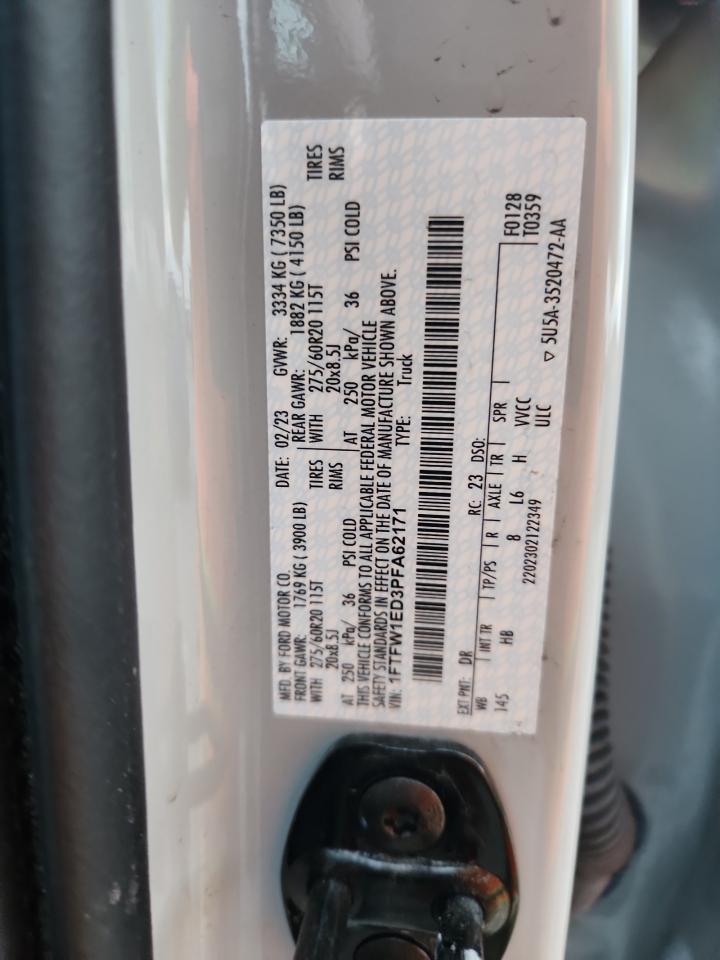 MFD. BY FORD MOTOR CO. DATE: 02/23 GVWR: 3334 KG ( 7350 LB)
FRONT GAWR: 1769 KG ( 3900 LB) REAR GAWR: 1882 KG ( 4150 LB)
WITH 275/60R20 115T TIRES WITH 275/60R20 115T TIRES
20x8.5J RIMS 20x8.5J RIMS
AT 250 kPa/ 36 PSI COLD AT 250 kPa/ 36 PSI COLD
THIS VEHICLE CONFORMS TO ALL APPLICABLE FEDERAL MOTOR VEHICLE
SAFETY STANDARDS IN EFFECT ON THE DATE OF MANUFACTURE SHOWN ABOVE.
VIN: 1FTFW1ED3PFA62171 TYPE: Truck
EXT PNT: DR RC: 23 DSO: F0128
WB INT TR TP/PS R AXLE TR SPR T0359
145 HB 8 L6 H VVCC
ULC
2202302122349 ▽ 5U5A-3520472-AA